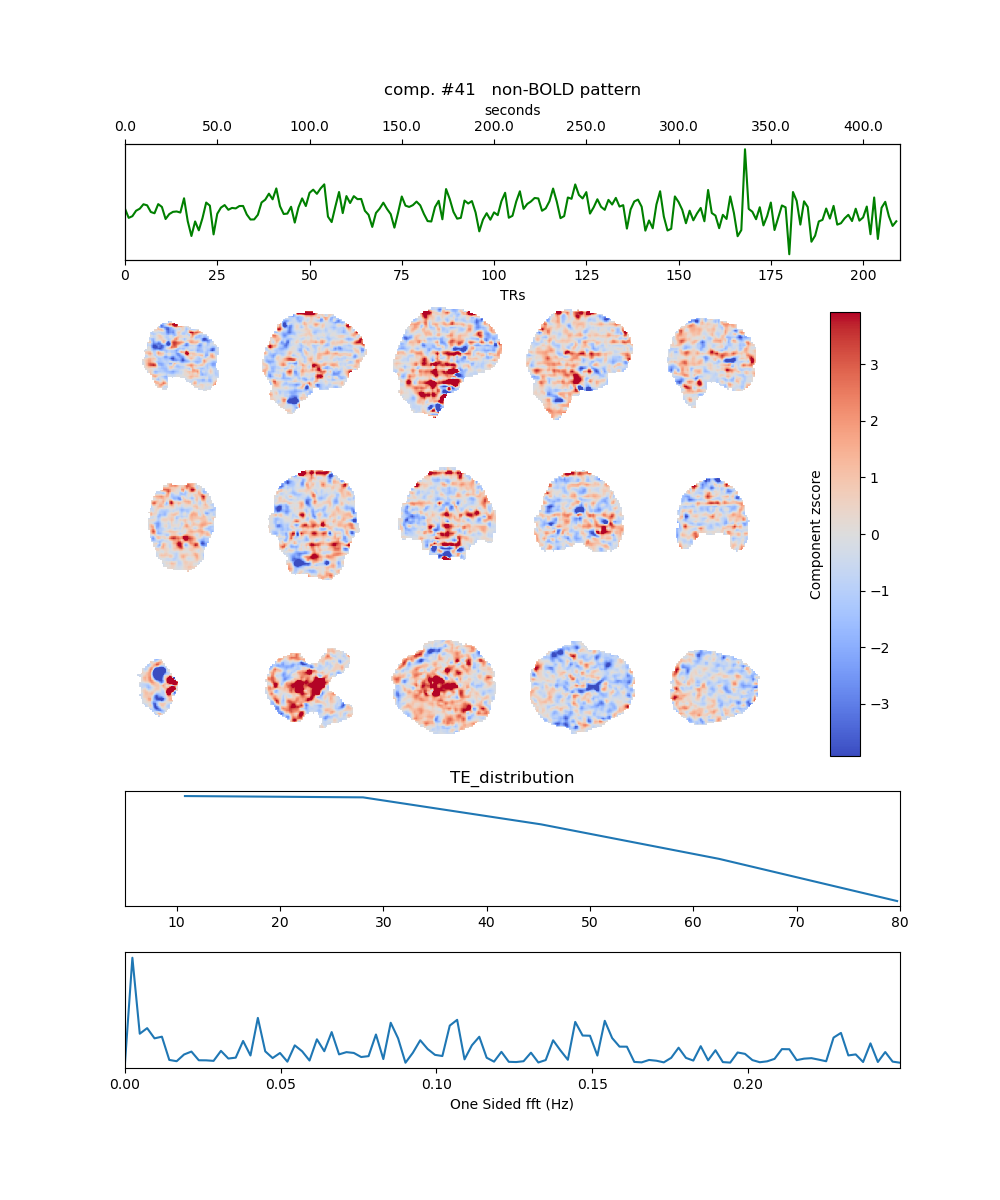 comp. #41   non-BOLD pattern
seconds
0.0 50.0 100.0 150.0 200.0 250.0 300.0 350.0 400.0
0 25 50 75 100 125 150 175 200
TRs
3
2
1
0
−1
−2
−3
Component zscore
TE_distribution
10 20 30 40 50 60 70 80
0.00 0.05 0.10 0.15 0.20
One Sided fft (Hz)